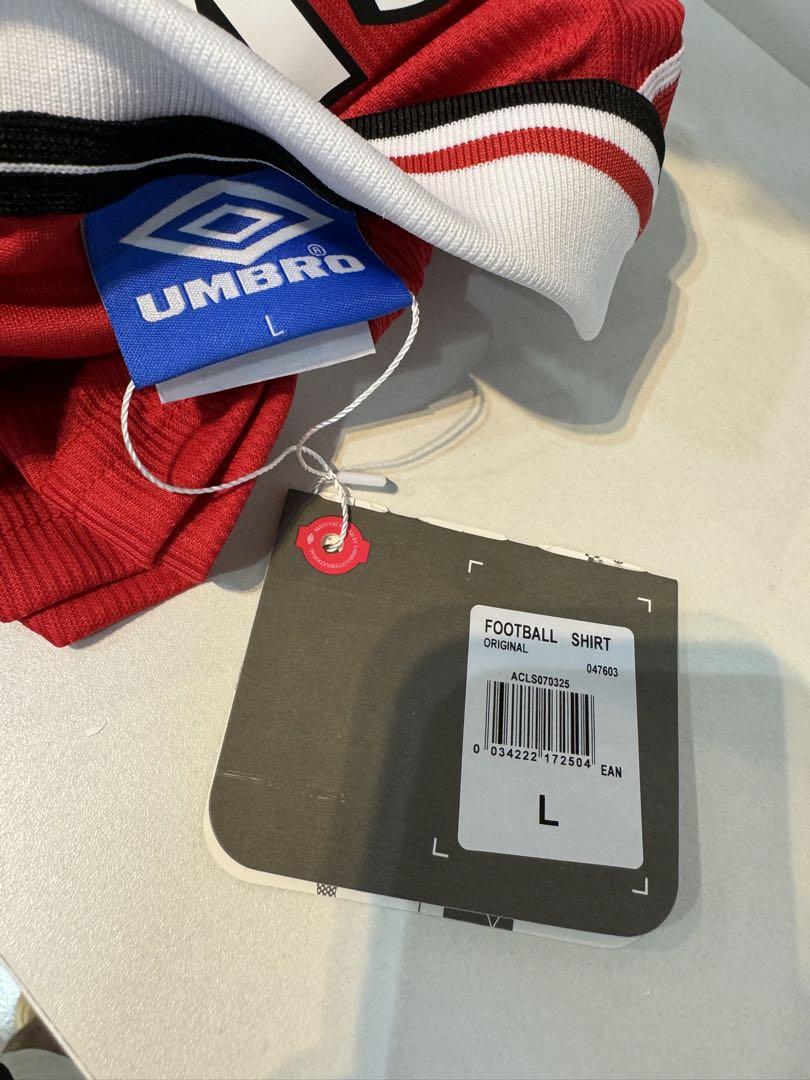 UMBRO®
L
FOOTBALL SHIRT
ORIGINAL
047603
ACLS070325
0 034222 172504 EAN
L